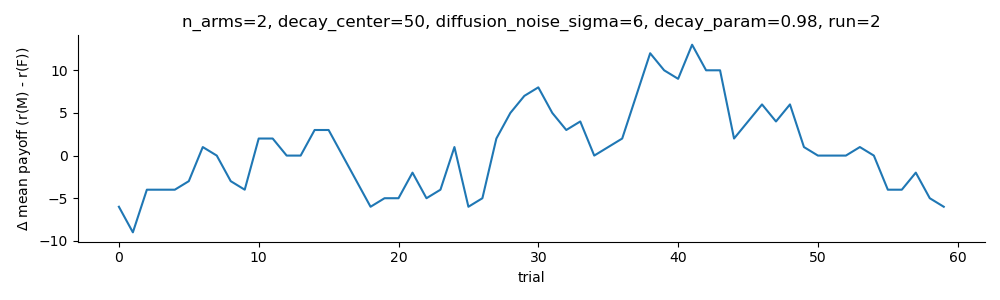 n_arms=2, decay_center=50, diffusion_noise_sigma=6, decay_param=0.98, run=2
Δ mean payoff (r(M) - r(F))
10
5
0
−5
−10
0 10 20 30 40 50 60
trial